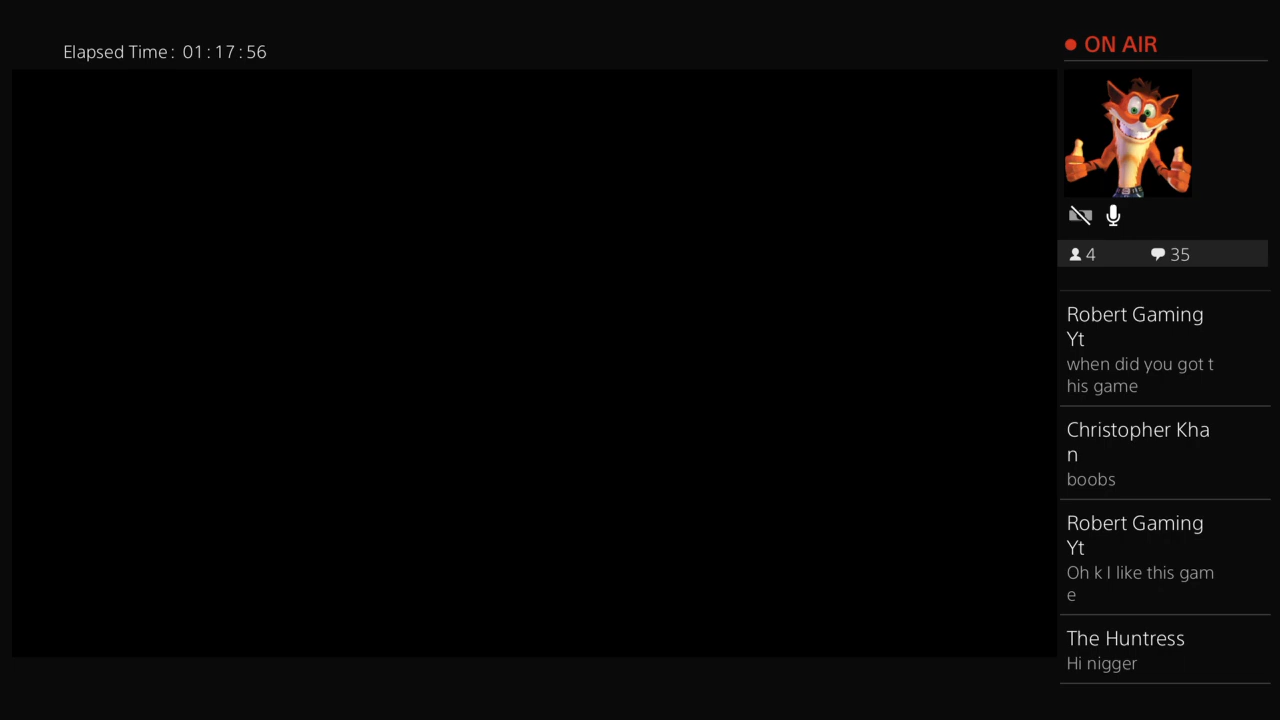 Elapsed Time: 01:17:56
ON AIR
4 35
Robert Gaming
Yt
when did you got t
his game
Christopher Kha
n
boobs
Robert Gaming
Yt
Oh k I like this gam
e
The Huntress
Hi nigger